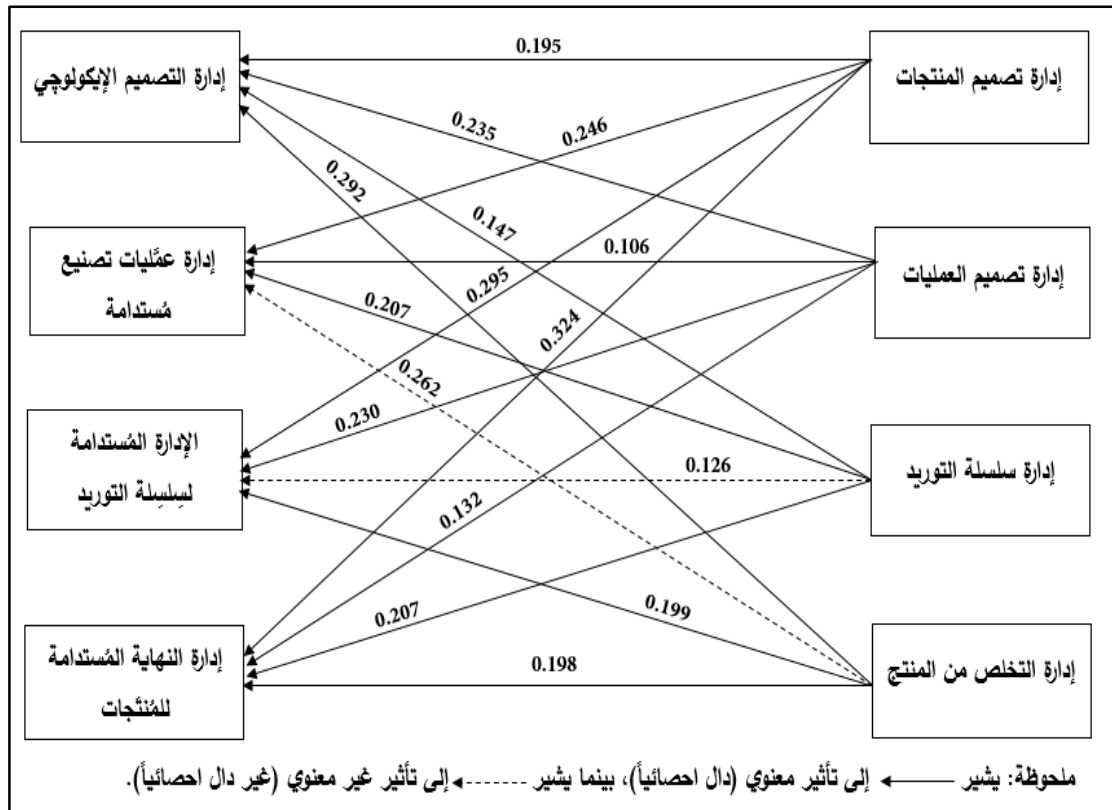 إدارة تصميم المنتجات
0.195
إدارة التصميم الإيكولوچي
0.246
0.235
0.292
0.147
إدارة تصميم العمليات
0.106
إدارة عمَّليات تصنيع
مُستدامة
0.295
0.207
0.324
0.262
إدارة سلسلة التوريد
0.126
0.230
الإدارة المُستدامة
لسِلسِلة التوريد
0.132
0.199
0.207
إدارة التخلص من المنتج
0.198
إدارة النهاية المُستدامة
للمُنتَجات
ملحوظة: يشير إلى تأثير معنوي (دال احصائياً)، بينما يشير إلى تأثير غير معنوي (غير دال احصائياً).